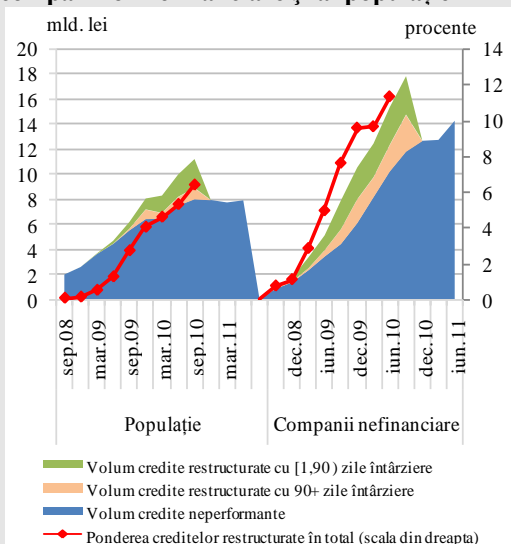 mld. lei
procente
20
18
16
14
12
10
8
6
4
2
0
14
12
10
8
6
4
2
0
sep.08
mar.09
sep.09
mar.10
sep.10
mar.11
dec.08
iun.09
dec.09
iun.10
dec.10
iun.11
Populație
Companii nefinanciare
Volum credite restructurate cu [1,90) zile întârziere
Volum credite restructurate cu 90+ zile întârziere
Volum credite neperformante
Ponderea creditelor restructurate în total (scala din dreapta)